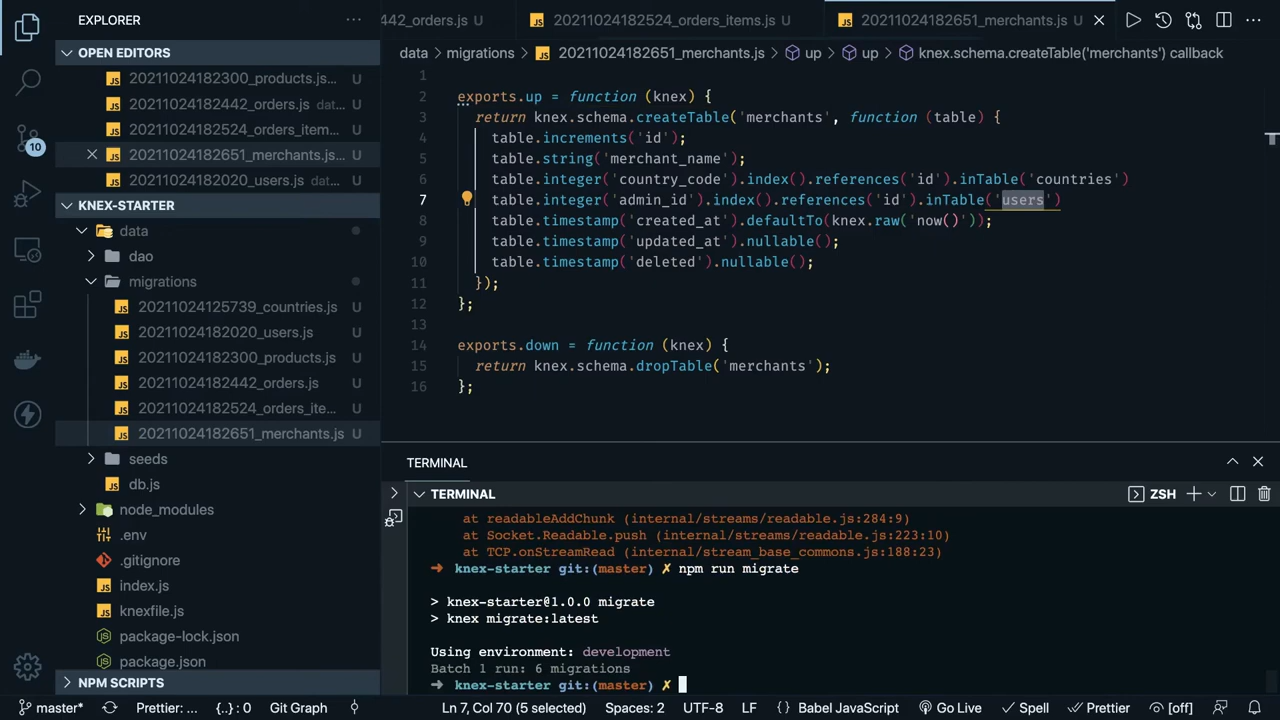 EXPLORER
OPEN EDITORS
20211024182300_products.js... U
20211024182442_orders.js dat... U
20211024182524_orders_item... U
20211024182651_merchants.js... U
20211024182020_users.js dat... U
KNEX-STARTER
data
dao
migrations
20211024125739_countries.js U
20211024182020_users.js U
20211024182300_products.js U
20211024182442_orders.js U
20211024182524_orders_ite... U
20211024182651_merchants.js U
seeds
db.js
node_modules
.env
.gitignore
index.js
knexfile.js
package-lock.json
package.json
NPM SCRIPTS
10
442_orders.js U
20211024182524_orders_items.js U
20211024182651_merchants.js U
data > migrations > JS 20211024182651_merchants.js > up > up > knex.schema.createTable('merchants') callback
1
2 exports.up = function (knex) {
3 return knex.schema.createTable('merchants', function (table) {
4 table.increments('id');
5 table.string('merchant_name');
6 table.integer('country_code').index().references('id').inTable('countries')
7 table.integer('admin_id').index().references('id').inTable('users')
8 table.timestamp('created_at').defaultTo(knex.raw('now()'));
9 table.timestamp('updated_at').nullable();
10 table.timestamp('deleted').nullable();
11 });
12 };
13
14 exports.down = function (knex) {
15 return knex.schema.dropTable('merchants');
16 };
TERMINAL
TERMINAL
ZSH
at readableAddChunk (internal/streams/readable.js:284:9)
at Socket.Readable.push (internal/streams/readable.js:223:10)
at TCP.onStreamRead (internal/stream_base_commons.js:188:23)
➜ knex-starter git:(master) ✗ npm run migrate
> knex-starter@1.0.0 migrate
> knex migrate:latest
Using environment: development
Batch 1 run: 6 migrations
➜ knex-starter git:(master) ✗
master* Prettier: ... {..} : 0 Git Graph Ln 7, Col 70 (5 selected) Spaces: 2 UTF-8 LF {} Babel JavaScript Go Live Spell Prettier [off]